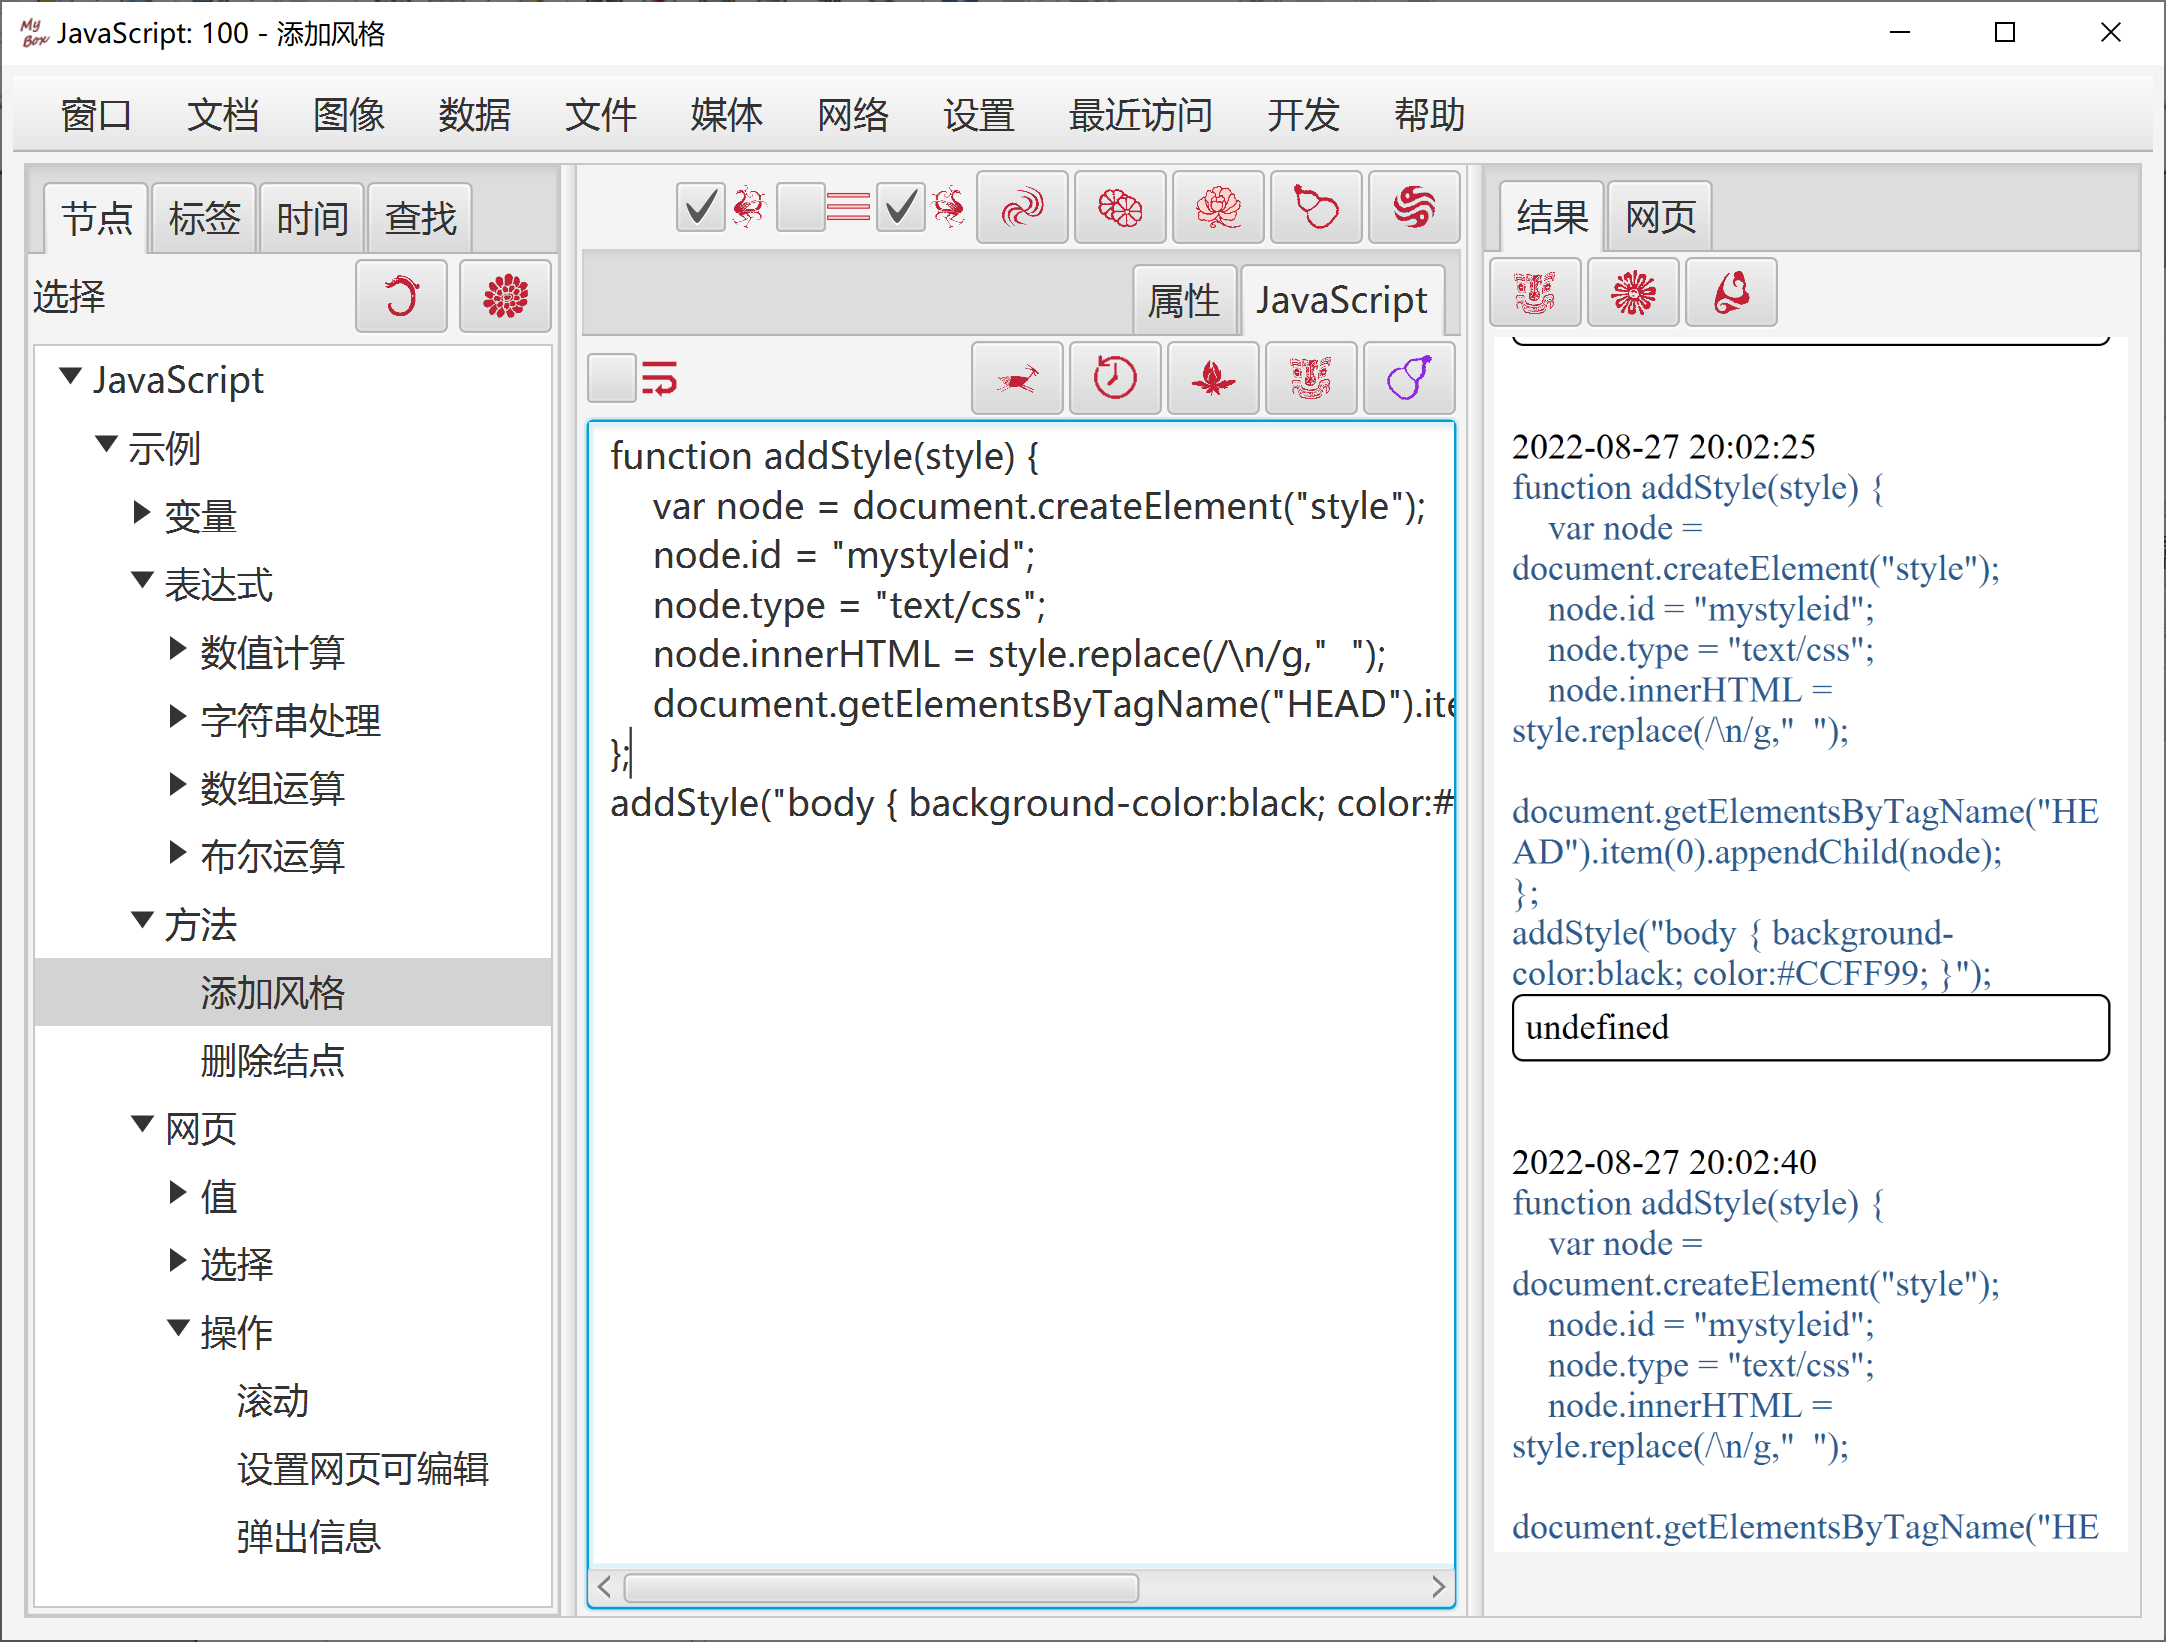 My Box JavaScript: 100 - 添加风格
窗口 文档 图像 数据 文件 媒体 网络 设置 最近访问 开发 帮助
节点 标签 时间 查找
选择
JavaScript
示例
变量
表达式
数值计算
字符串处理
数组运算
布尔运算
方法
添加风格
删除结点
网页
值
选择
操作
滚动
设置网页可编辑
弹出信息
属性 JavaScript
function addStyle(style) {
    var node = document.createElement("style");
    node.id = "mystyleid";
    node.type = "text/css";
    node.innerHTML = style.replace(/\n/g,"  ");
    document.getElementsByTagName("HEAD").ite
};
addStyle("body { background-color:black; color:#
结果 网页
2022-08-27 20:02:25
function addStyle(style) {
    var node =
document.createElement("style");
    node.id = "mystyleid";
    node.type = "text/css";
    node.innerHTML =
style.replace(/\n/g,"  ");
document.getElementsByTagName("HE
AD").item(0).appendChild(node);
};
addStyle("body { background-
color:black; color:#CCFF99; }");
undefined
2022-08-27 20:02:40
function addStyle(style) {
    var node =
document.createElement("style");
    node.id = "mystyleid";
    node.type = "text/css";
    node.innerHTML =
style.replace(/\n/g,"  ");
document.getElementsByTagName("HE